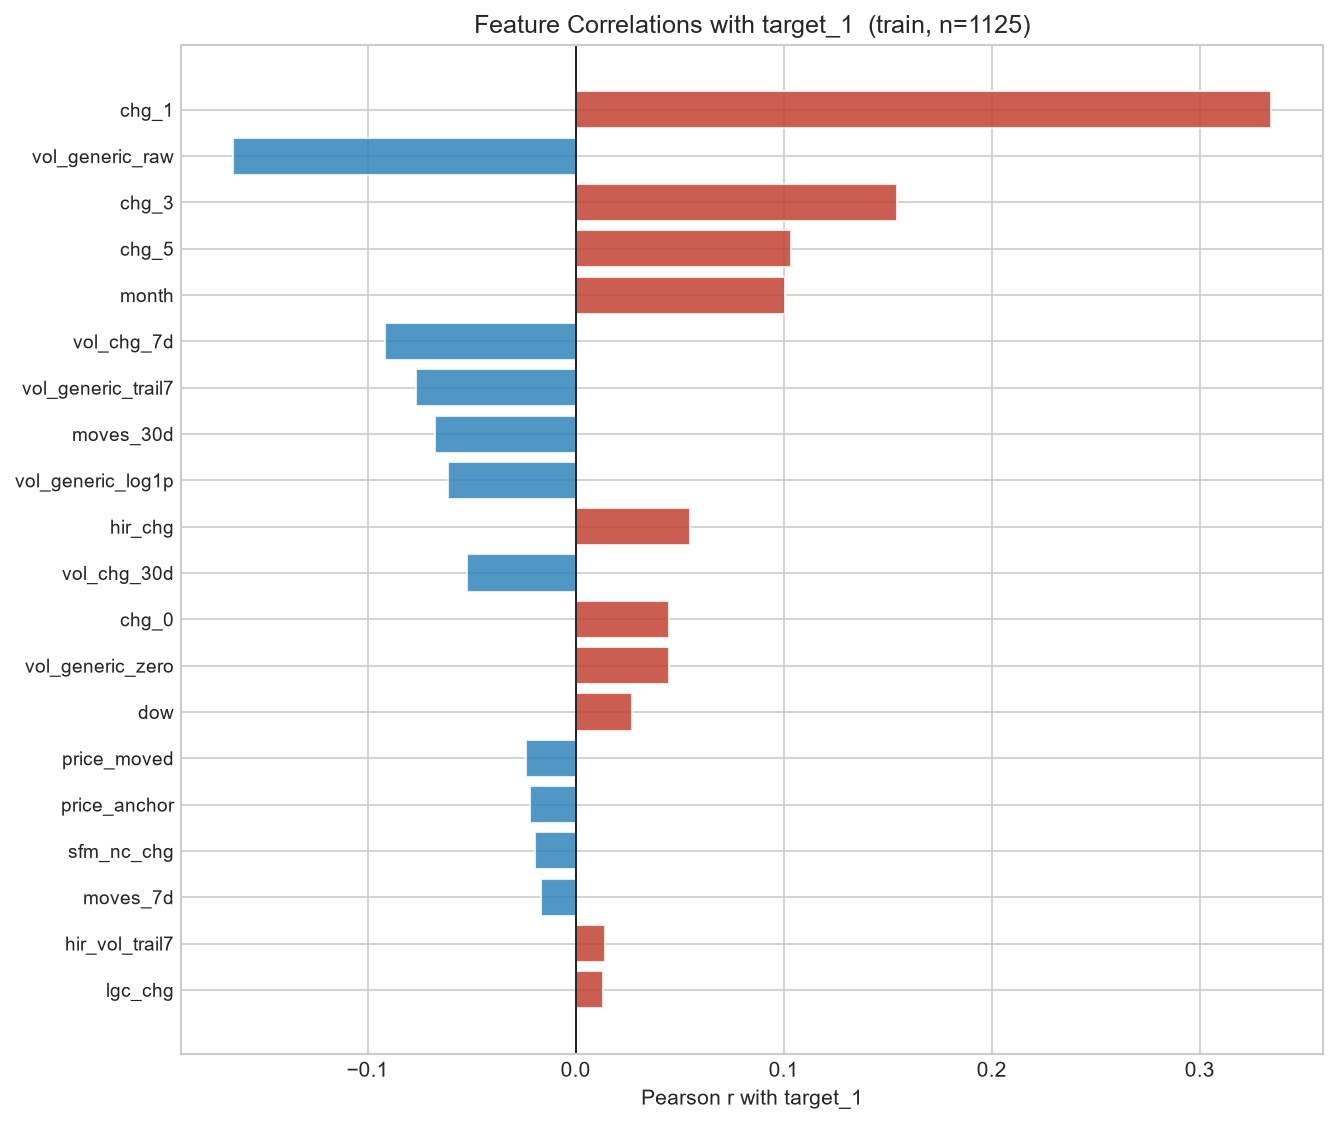 Feature Correlations with target_1  (train, n=1125)
chg_1
vol_generic_raw
chg_3
chg_5
month
vol_chg_7d
vol_generic_trail7
moves_30d
vol_generic_log1p
hir_chg
vol_chg_30d
chg_0
vol_generic_zero
dow
price_moved
price_anchor
sfm_nc_chg
moves_7d
hir_vol_trail7
lgc_chg
−0.1 0.0 0.1 0.2 0.3
Pearson r with target_1